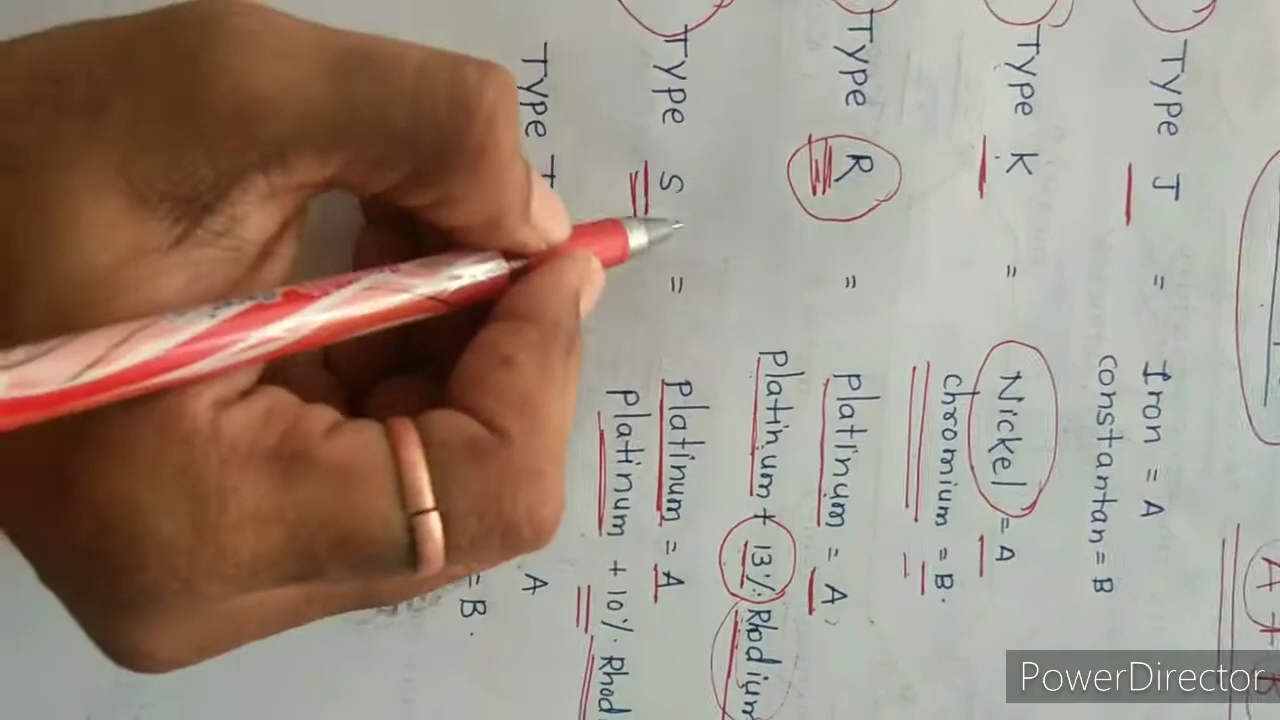 Type J = Iron = A
constantan = B
Type K = Nickel = A
chromium = B.
Type R = platinum = A,
platinum + 13% Rhodium
Type S = platinum = A
platinum + 10%. Rhod
Type T
A
= B.
A + B
PowerDirector